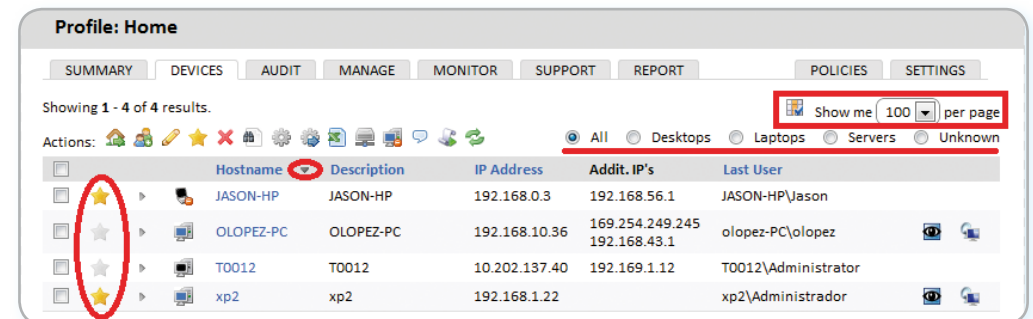 Profile: Home
SUMMARY DEVICES AUDIT MANAGE MONITOR SUPPORT REPORT POLICIES SETTINGS
Showing 1 - 4 of 4 results. Show me 100 per page
Actions: All Desktops Laptops Servers Unknown
Hostname Description IP Address Addit. IP's Last User
JASON-HP JASON-HP 192.168.0.3 192.168.56.1 JASON-HP\Jason
OLOPEZ-PC OLOPEZ-PC 192.168.10.36 169.254.249.245 olopez-PC\olopez
192.168.43.1
T0012 T0012 10.202.137.40 192.169.1.12 T0012\Administrator
xp2 xp2 192.168.1.22 xp2\Administrador